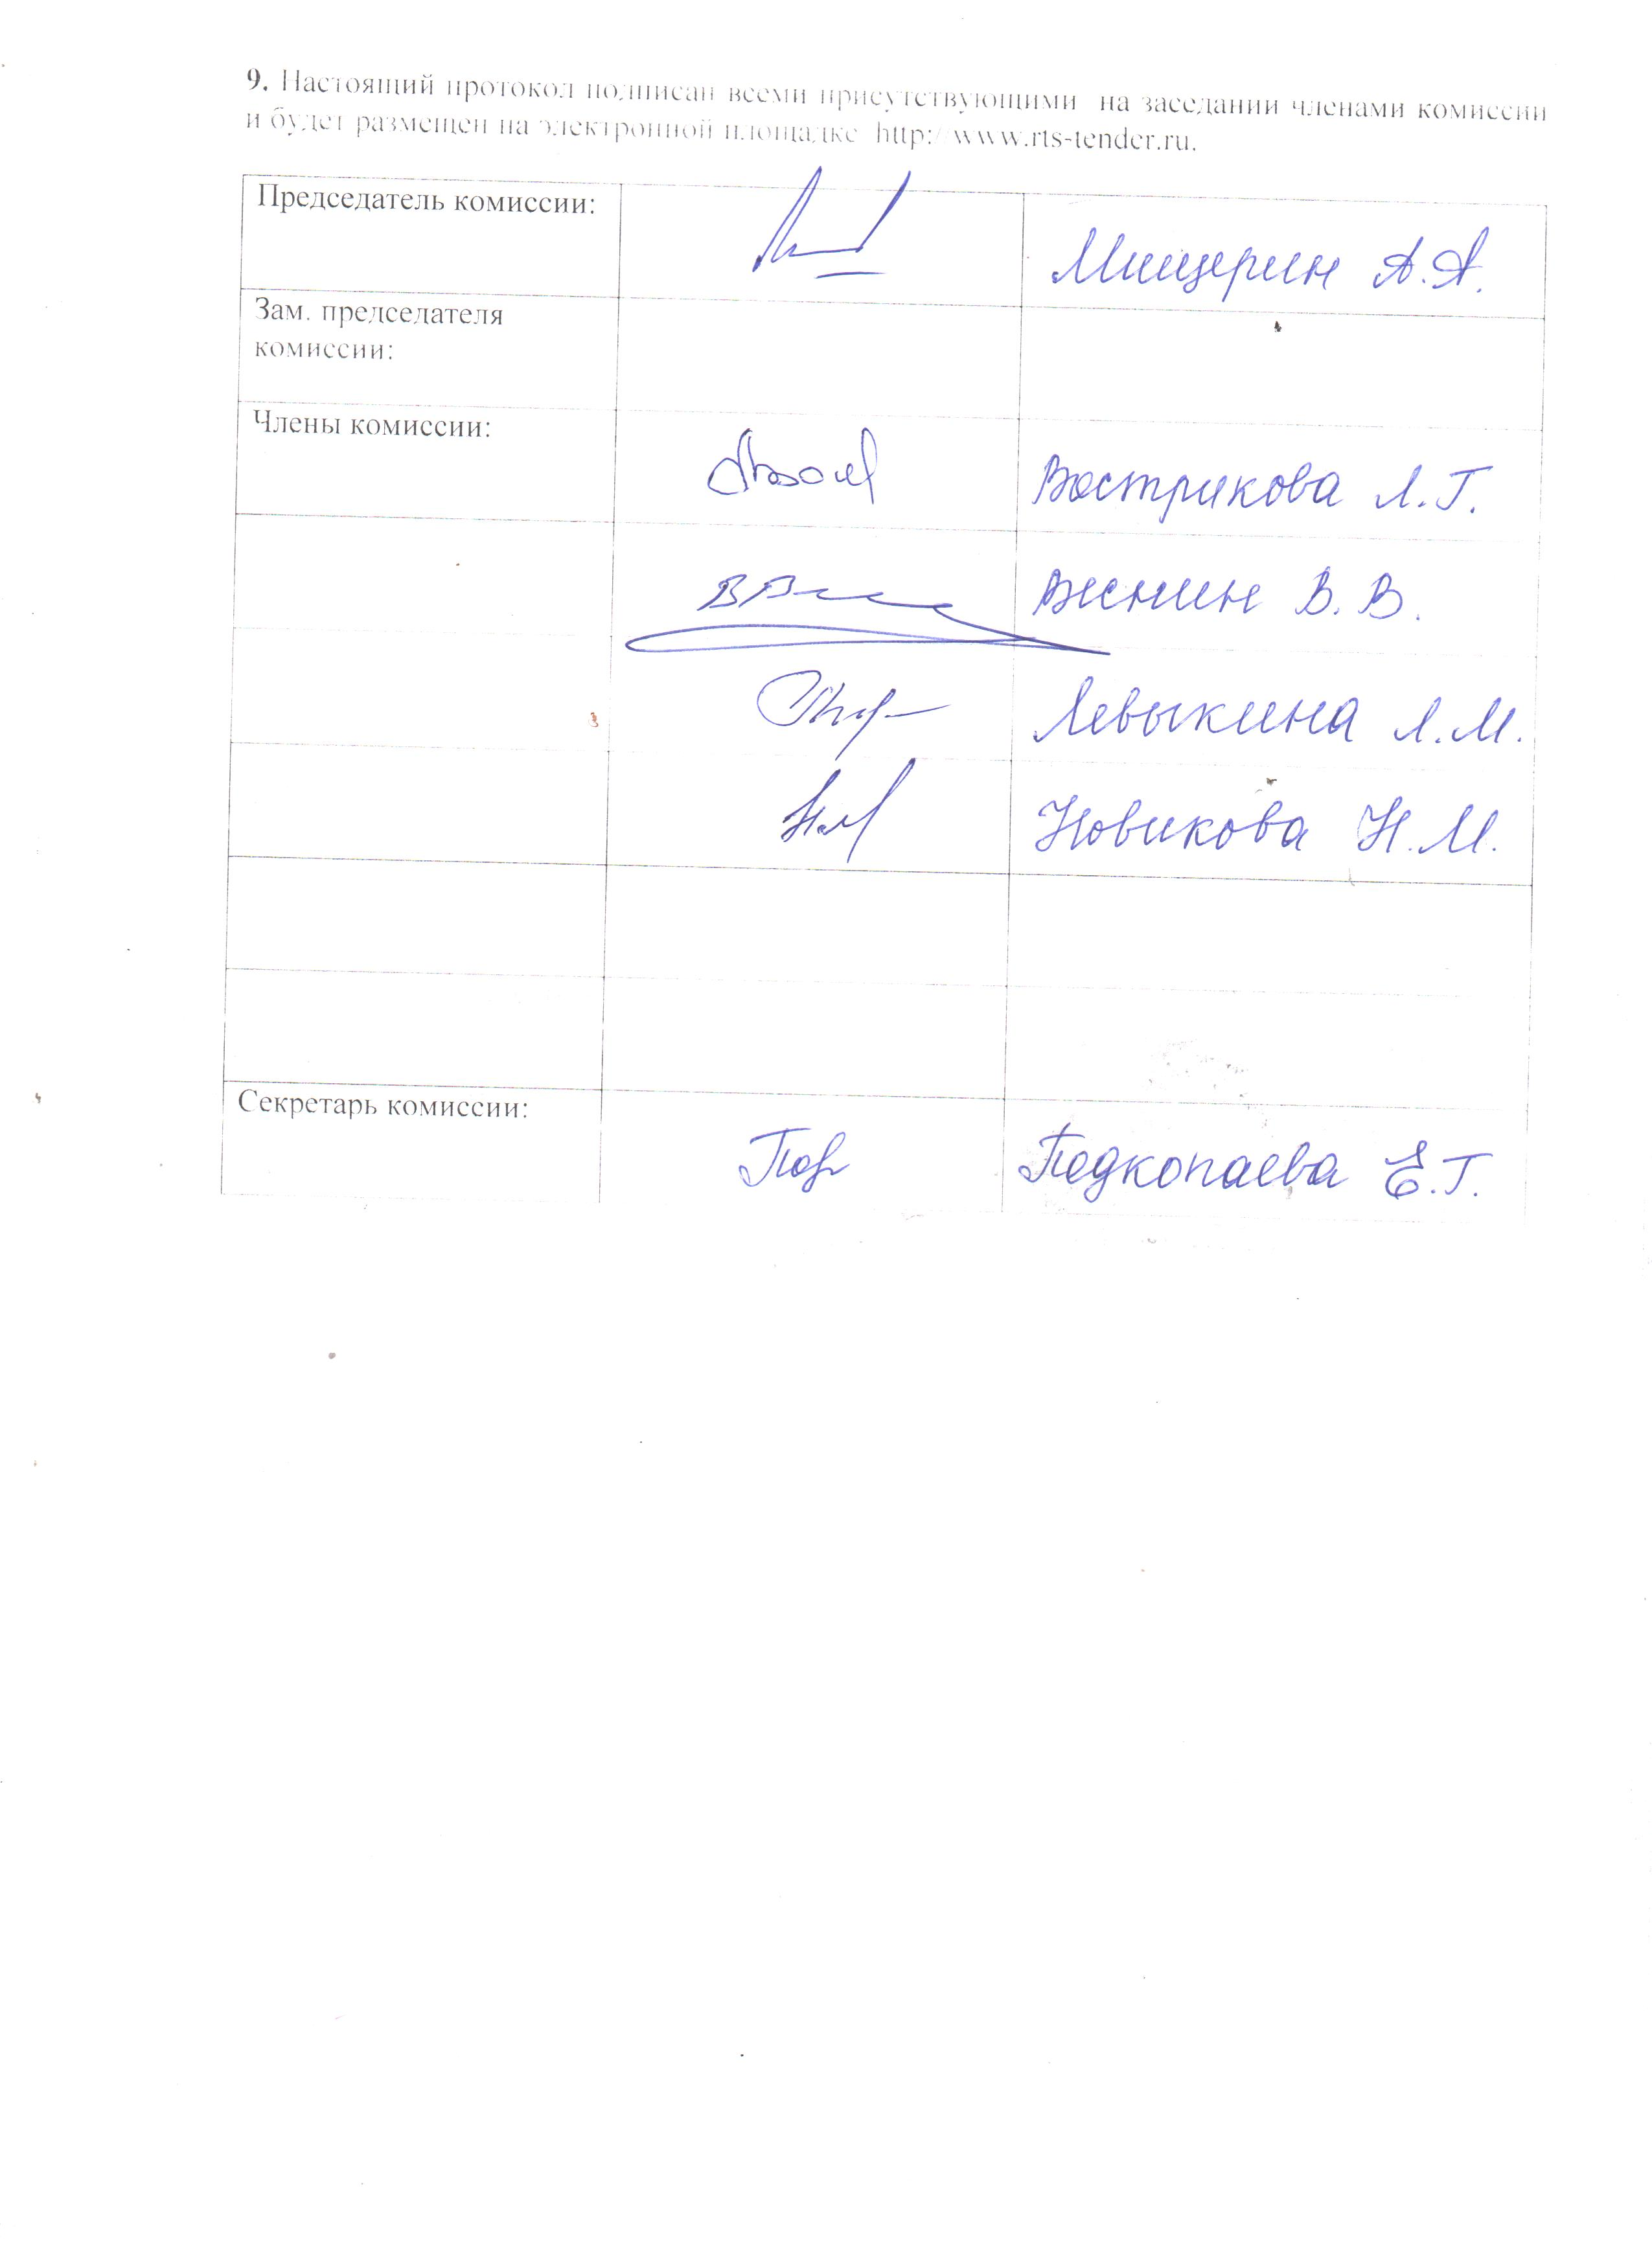 9. Настоящий протокол подписан всеми присутствующими на заседании членами комиссии
и будет размещен на электронной площадке http://www.rts-tender.ru.
Председатель комиссии:
Мищерин А.А.
Зам. председателя
комиссии:
Члены комиссии:
Вострикова Л.Г.
Веснин В.В.
Левыкина Л.М.
Новикова Н.М.
Секретарь комиссии:
Подкопаева Е.Г.